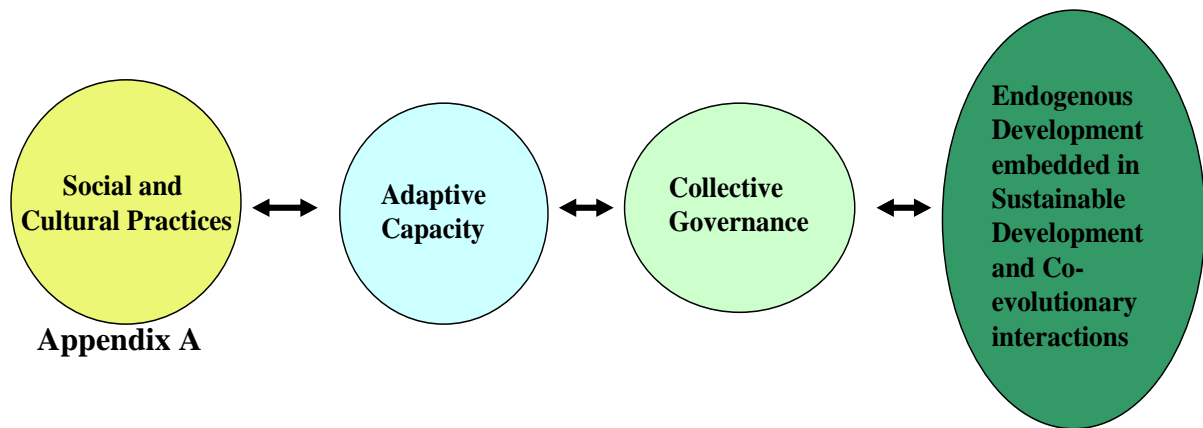 Social and
Cultural Practices
Appendix A
Adaptive
Capacity
Collective
Governance
Endogenous
Development
embedded in
Sustainable
Development
and Co-
evolutionary
interactions